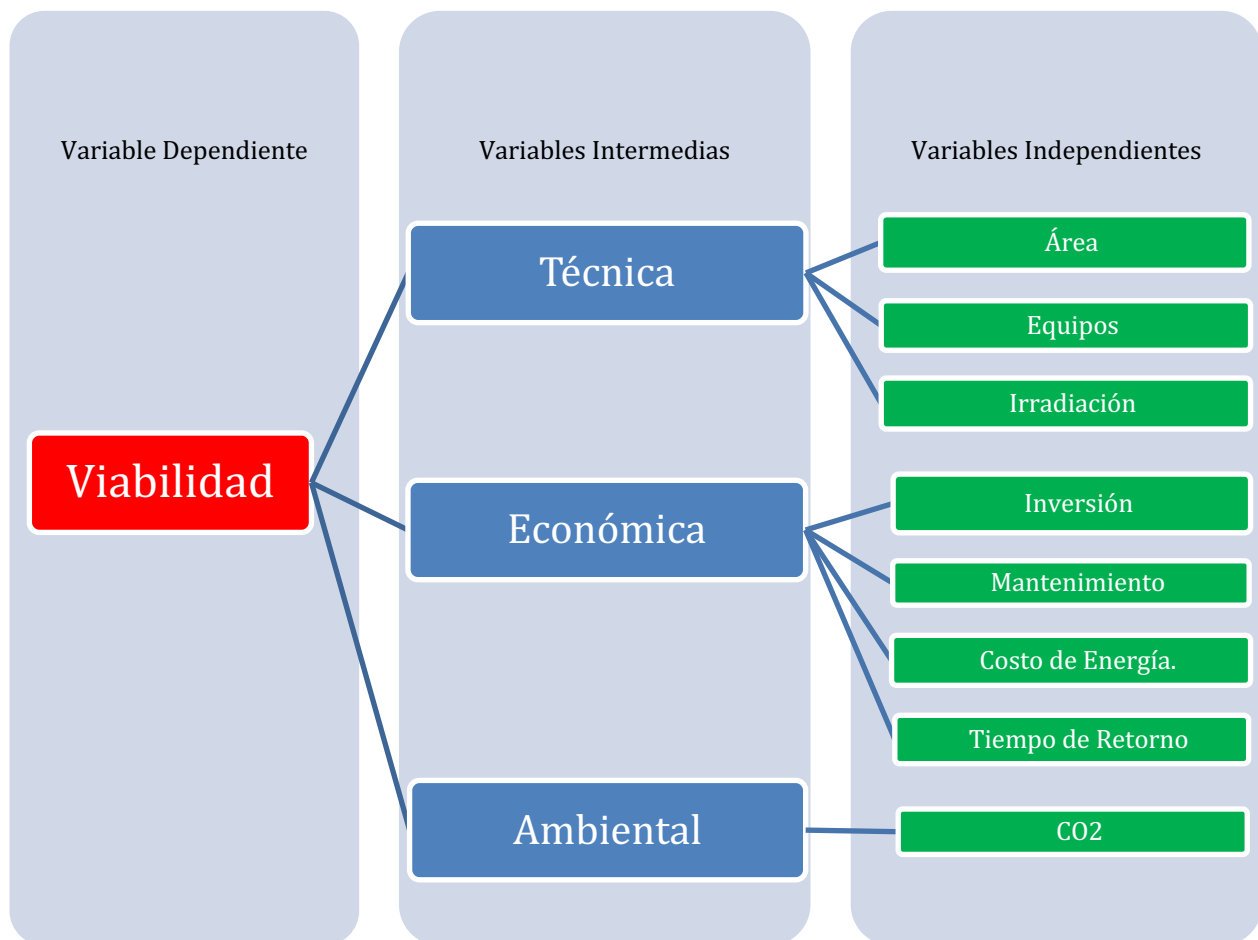 Variable Dependiente
Variables Intermedias
Variables Independientes
Viabilidad
Técnica
Económica
Ambiental
Área
Equipos
Irradiación
Inversión
Mantenimiento
Costo de Energía.
Tiempo de Retorno
CO2